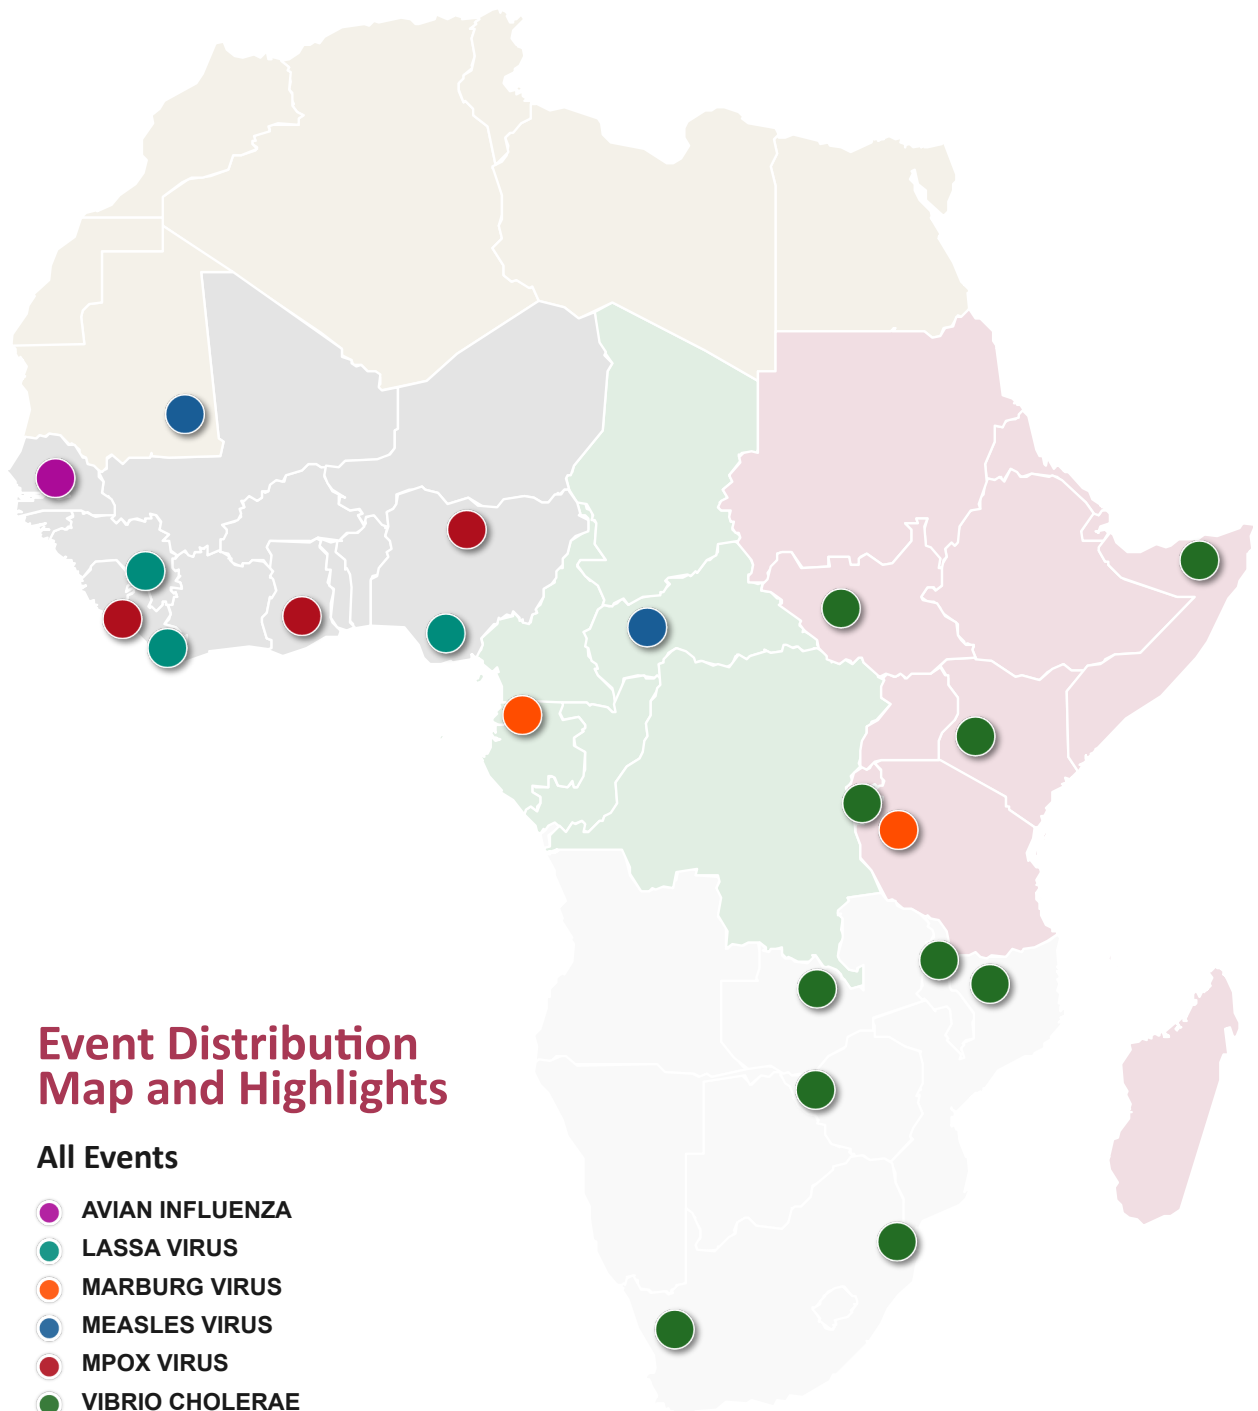 Event Distribution
Map and Highlights
All Events
AVIAN INFLUENZA
LASSA VIRUS
MARBURG VIRUS
MEASLES VIRUS
MPOX VIRUS
VIBRIO CHOLERAE